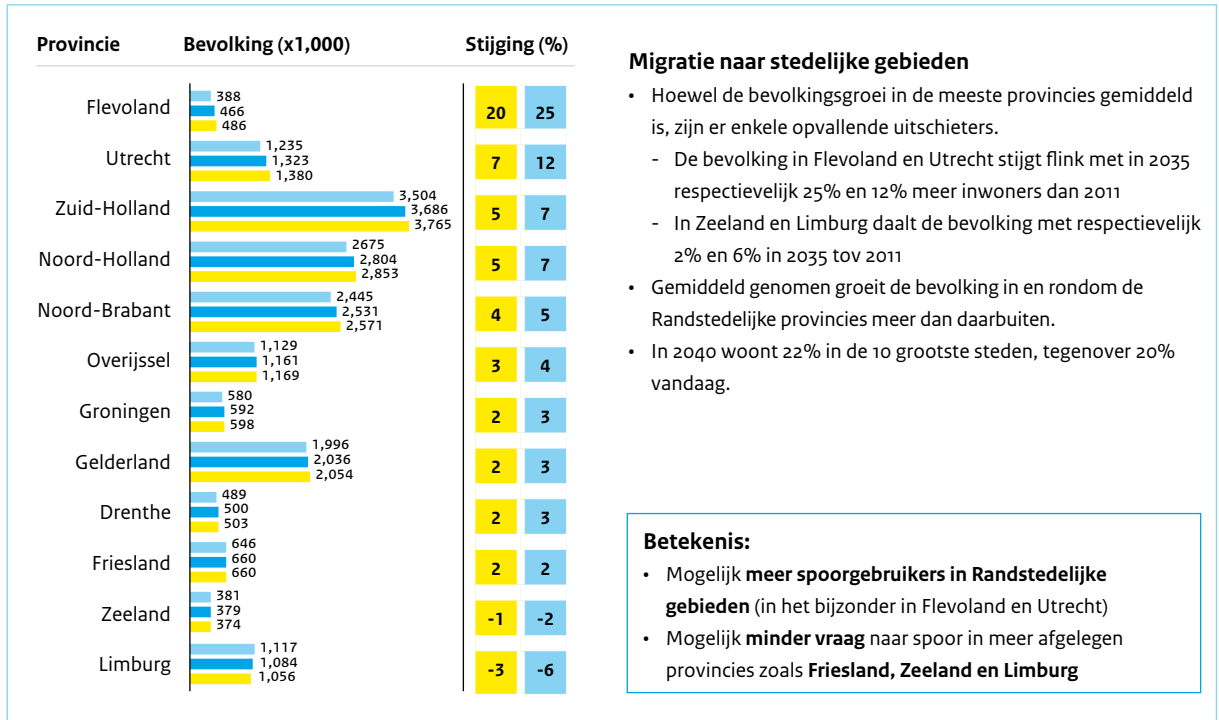 Provincie Bevolking (x1,000) Stijging (%)
Flevoland 388 466 486 20 25
Utrecht 1,235 1,323 1,380 7 12
Zuid-Holland 3,504 3,686 3,765 5 7
Noord-Holland 2675 2,804 2,853 5 7
Noord-Brabant 2,445 2,531 2,571 4 5
Overijssel 1,129 1,161 1,169 3 4
Groningen 580 592 598 2 3
Gelderland 1,996 2,036 2,054 2 3
Drenthe 489 500 503 2 3
Friesland 646 660 660 2 2
Zeeland 381 379 374 -1 -2
Limburg 1,117 1,084 1,056 -3 -6
Migratie naar stedelijke gebieden
• Hoewel de bevolkingsgroei in de meeste provincies gemiddeld
is, zijn er enkele opvallende uitschieters.
- De bevolking in Flevoland en Utrecht stijgt flink met in 2035
respectievelijk 25% en 12% meer inwoners dan 2011
- In Zeeland en Limburg daalt de bevolking met respectievelijk
2% en 6% in 2035 tov 2011
• Gemiddeld genomen groeit de bevolking in en rondom de
Randstedelijke provincies meer dan daarbuiten.
• In 2040 woont 22% in de 10 grootste steden, tegenover 20%
vandaag.
Betekenis:
• Mogelijk meer spoorgebruikers in Randstedelijke
gebieden (in het bijzonder in Flevoland en Utrecht)
• Mogelijk minder vraag naar spoor in meer afgelegen
provincies zoals Friesland, Zeeland en Limburg